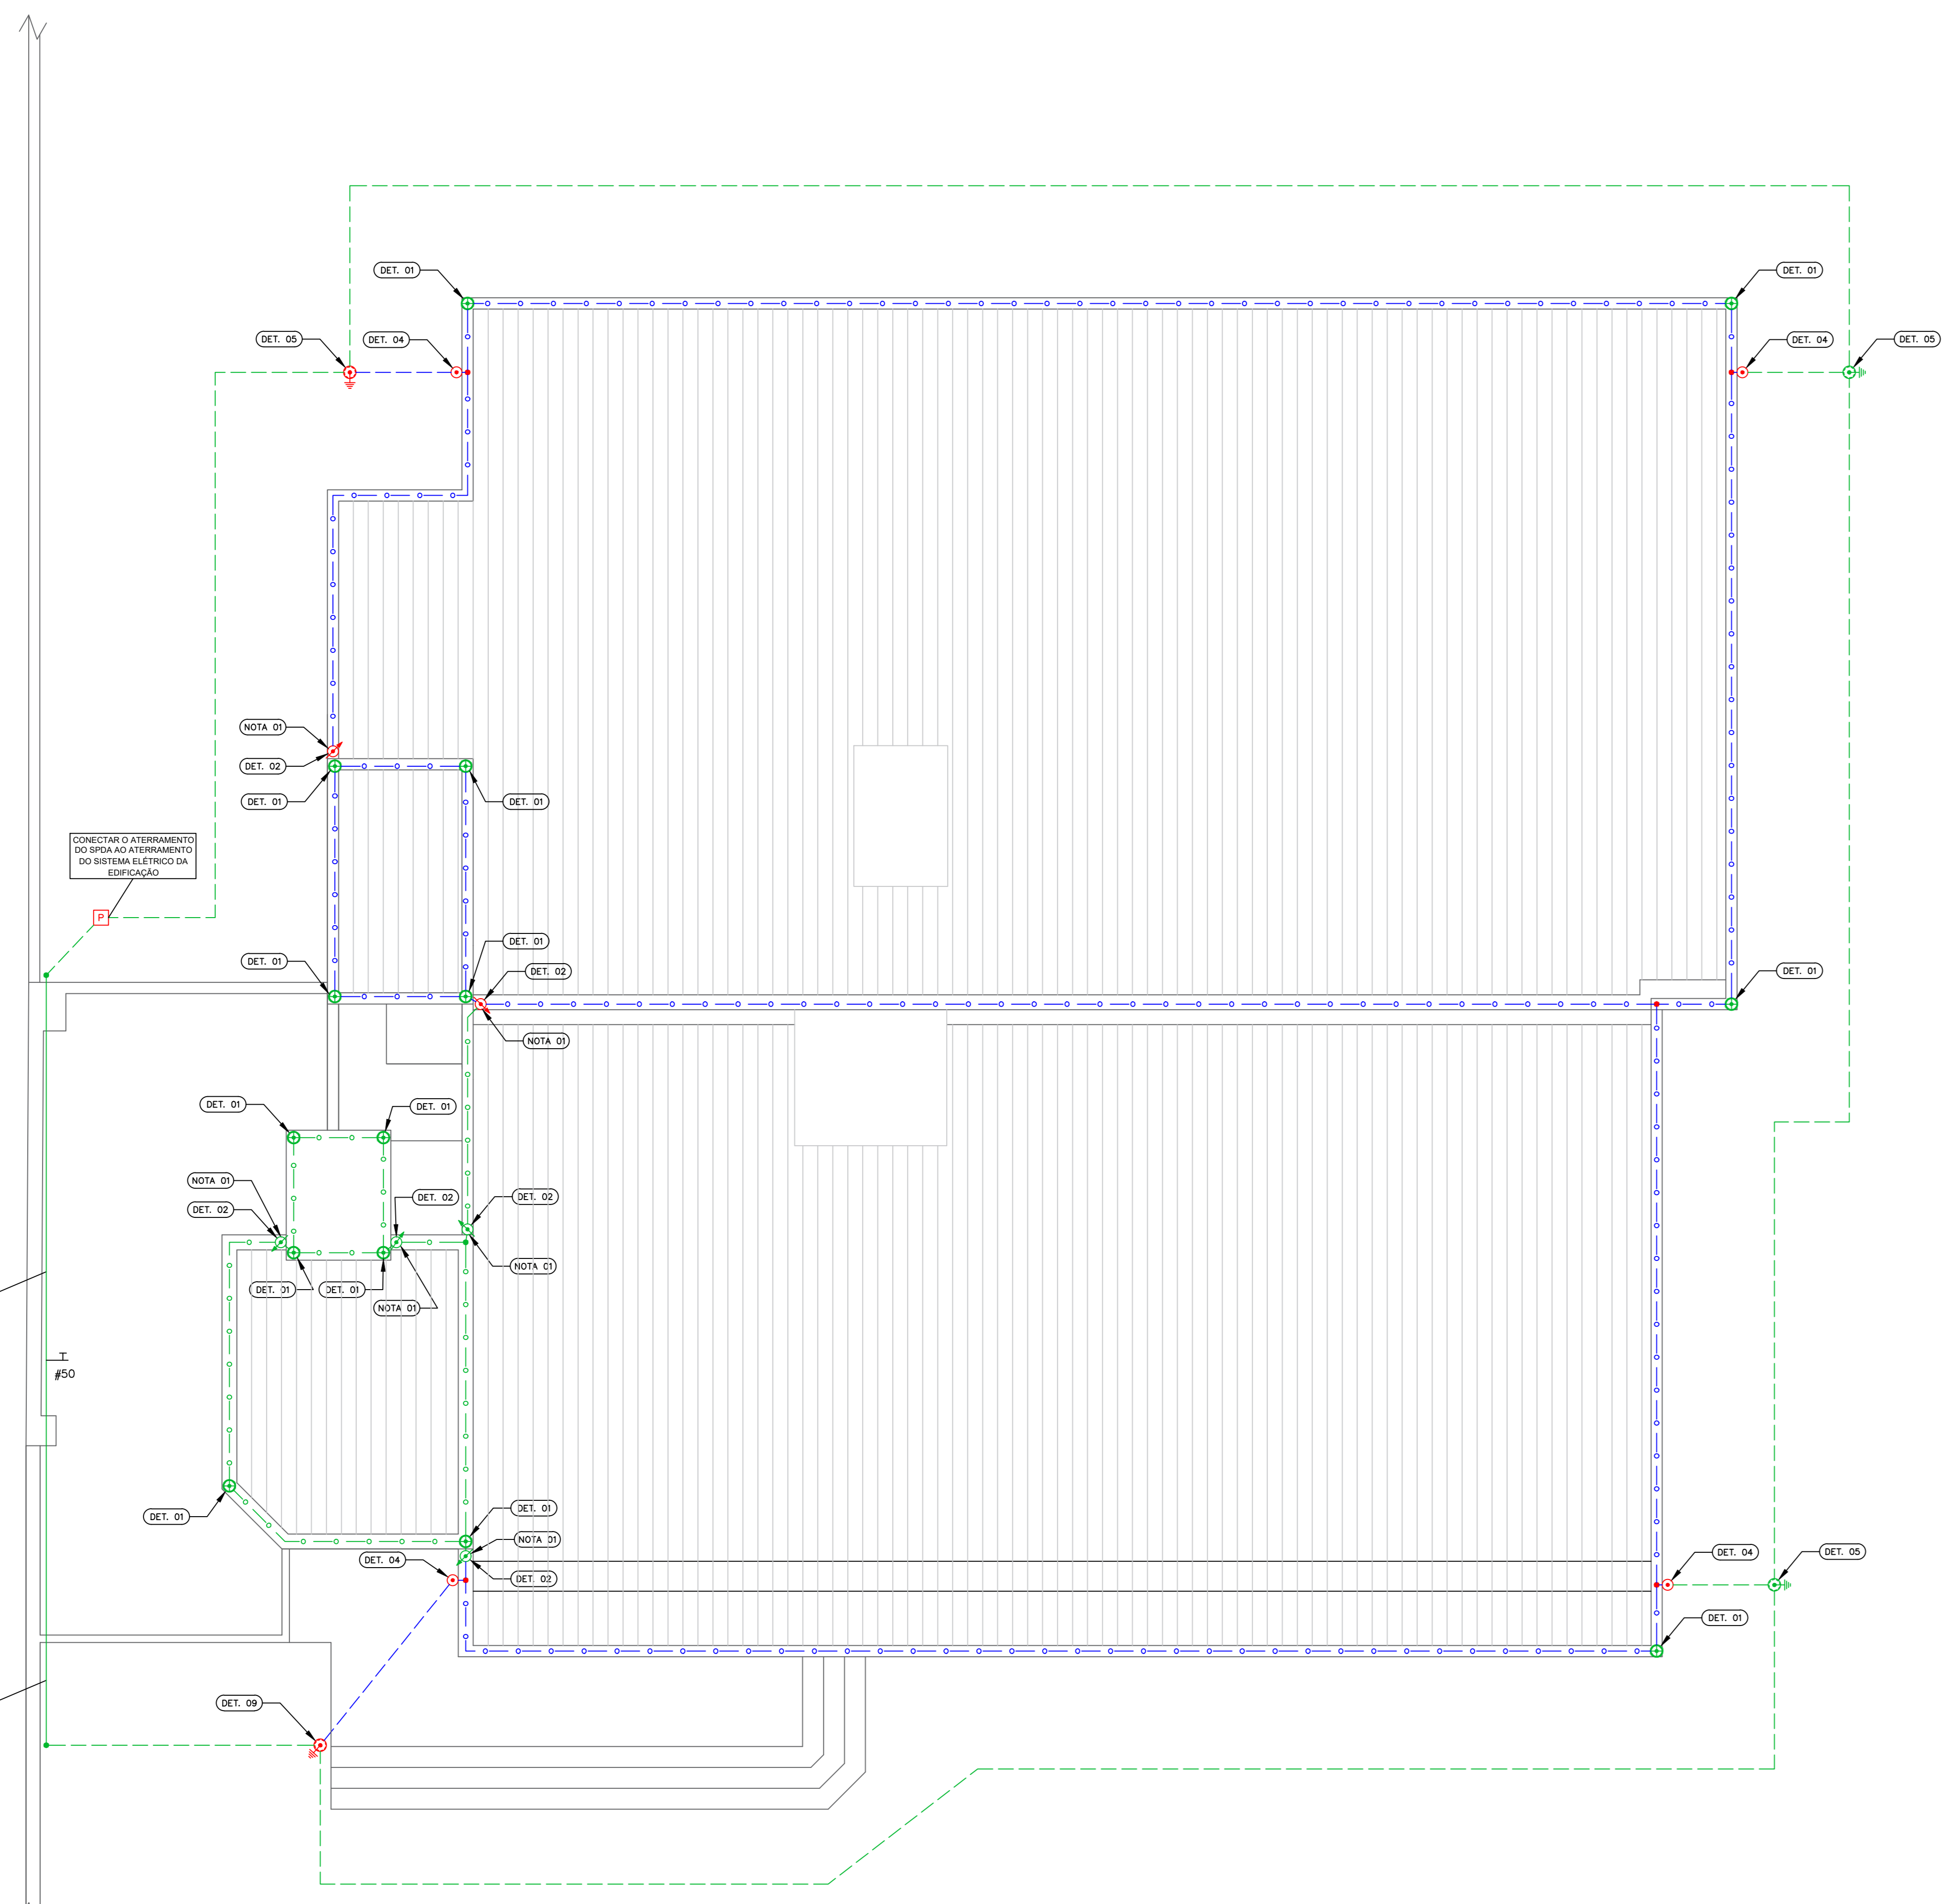 DET. 01
DET. 01
DET. 05
DET. 04
DET. 04
DET. 05
NOTA 01
DET. 02
DET. 01
DET. 01
CONECTAR O ATERRAMENTO
DO SPDA AO ATERRAMENTO
DO SISTEMA ELÉTRICO DA
EDIFICAÇÃO
P
DET. 01
DET. 01
DET. 02
DET. 01
NOTA 01
DET. 01
DET. 01
NOTA 01
DET. 02
DET. 02
DET. 02
NOTA 01
DET. 01
DET. 01
NOTA 01
#50
DET. 01
DET. 01
NOTA 01
DET. 04
DET. 02
DET. 04
DET. 05
DET. 01
DET. 09